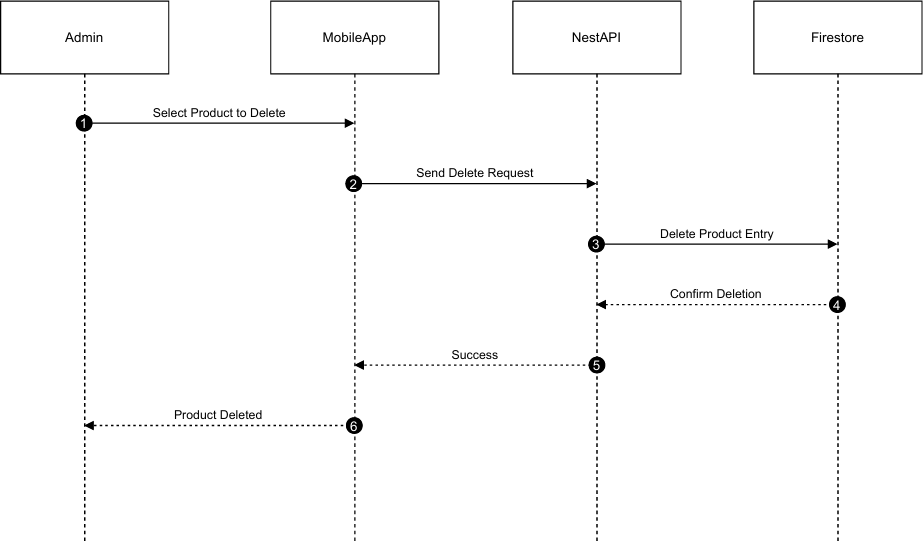 Admin
MobileApp
NestAPI
Firestore
Select Product to Delete
1
Send Delete Request
2
Delete Product Entry
3
Confirm Deletion
4
Success
5
Product Deleted
6